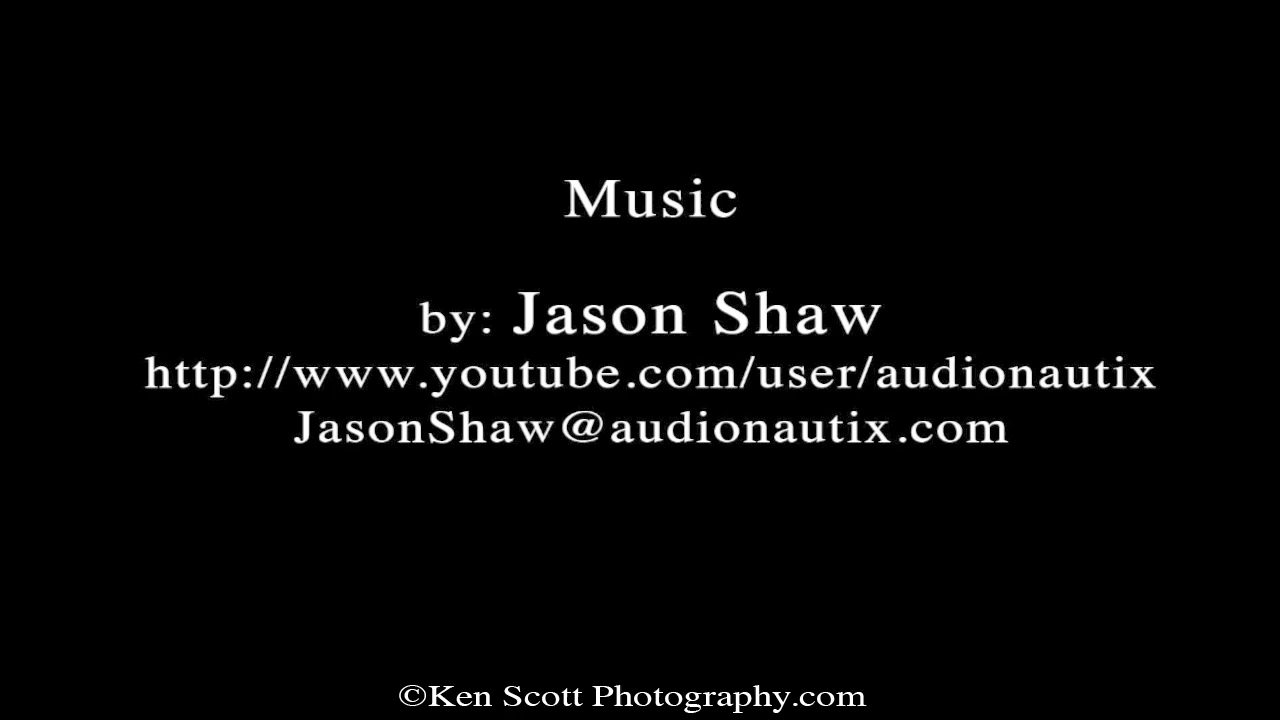 Music
by: Jason Shaw
http://www.youtube.com/user/audionautix
JasonShaw@audionautix.com
©Ken Scott Photography.com